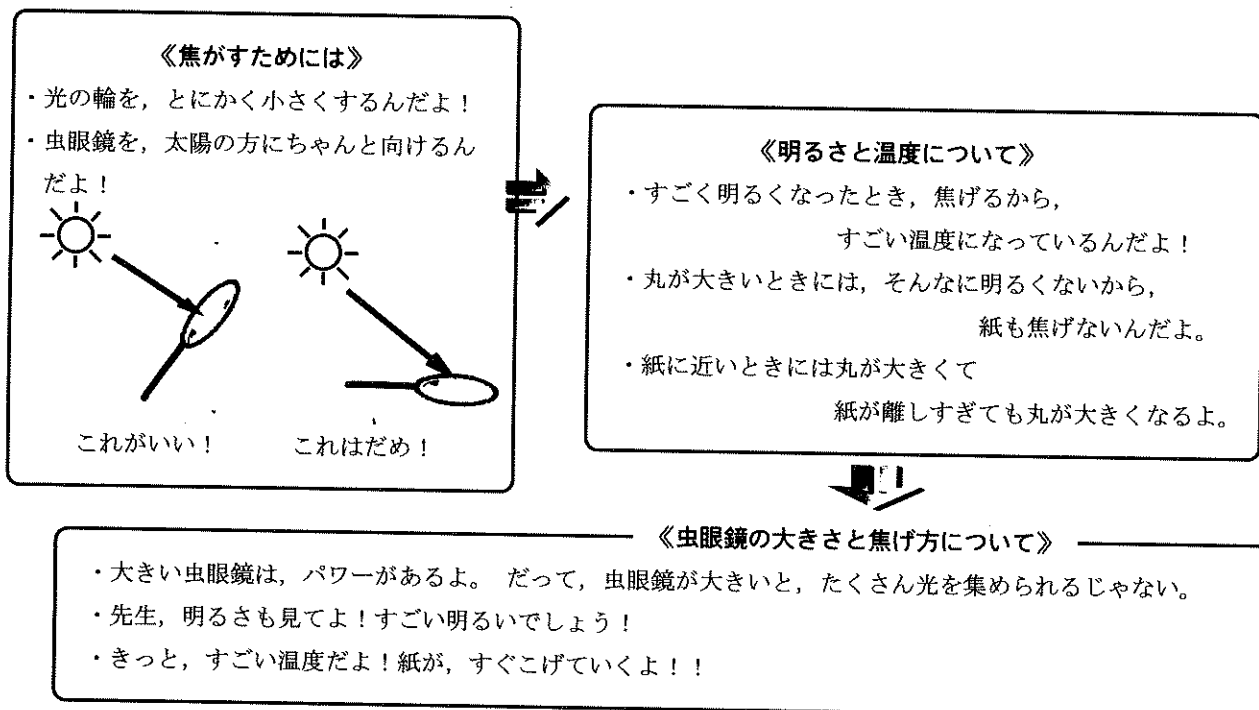 《焦がすためには》
・光の輪を，とにかく小さくするんだよ！
・虫眼鏡を，太陽の方にちゃんと向けるん
だよ！
これがいい！
これはだめ！
《明るさと温度について》
・すごく明るくなったとき，焦げるから，
すごい温度になっているんだよ！
・丸が大きいときには，そんなに明るくないから，
紙も焦げないんだよ。
・紙に近いときには丸が大きくて
紙が離しすぎても丸が大きくなるよ。
《虫眼鏡の大きさと焦げ方について》
・大きい虫眼鏡は，パワーがあるよ。 だって，虫眼鏡が大きいと，たくさん光を集められるじゃない。
・先生，明るさも見てよ！すごい明るいでしょう！
・きっと，すごい温度だよ！紙が，すぐこげていくよ！！